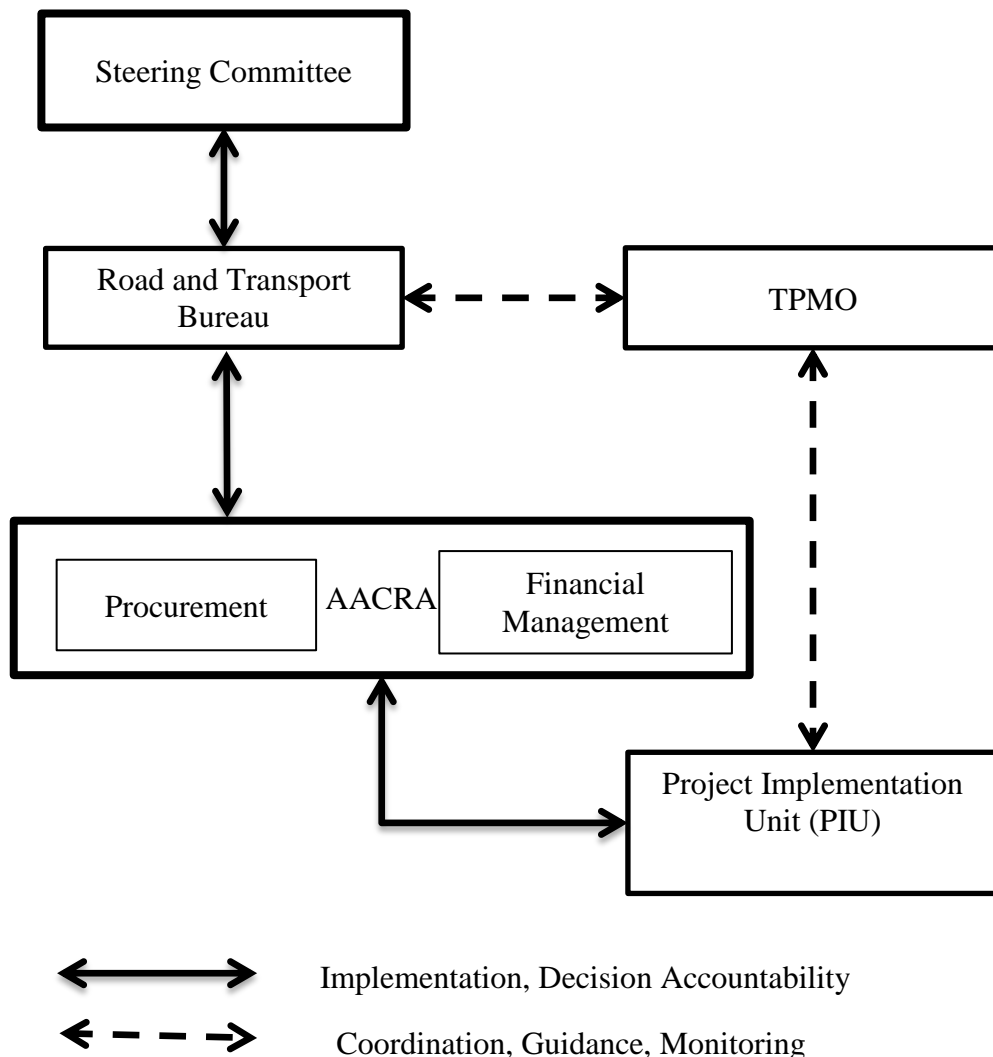 Steering Committee
Road and Transport
Bureau
TPMO
Procurement
AACRA
Financial
Management
Project Implementation
Unit (PIU)
Implementation, Decision Accountability
Coordination, Guidance, Monitoring